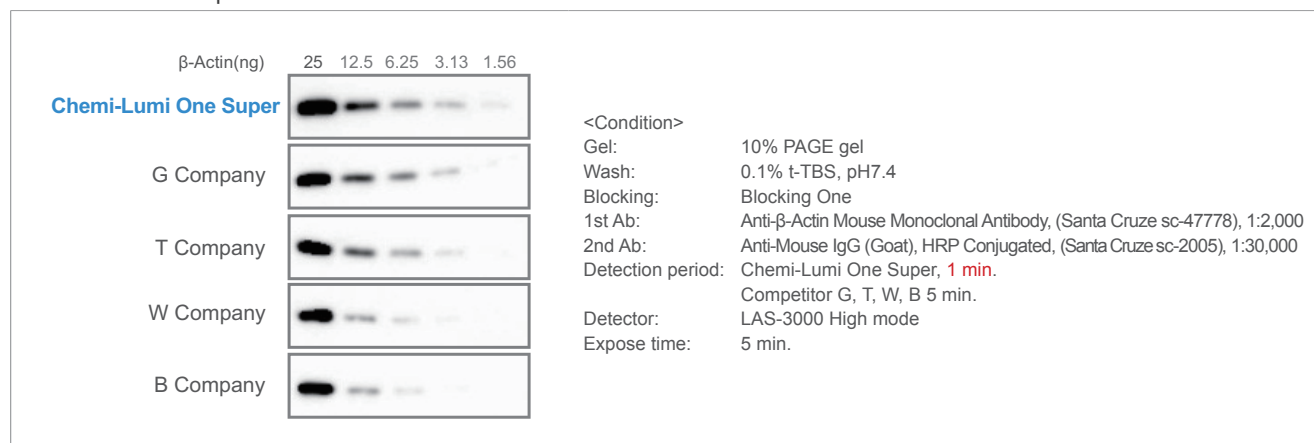 β-Actin(ng) 25 12.5 6.25 3.13 1.56
Chemi-Lumi One Super
G Company
T Company
W Company
B Company
<Condition>
Gel: 10% PAGE gel
Wash: 0.1% t-TBS, pH7.4
Blocking: Blocking One
1st Ab: Anti-β-Actin Mouse Monoclonal Antibody, (Santa Cruze sc-47778), 1:2,000
2nd Ab: Anti-Mouse IgG (Goat), HRP Conjugated, (Santa Cruze sc-2005), 1:30,000
Detection period: Chemi-Lumi One Super, 1 min.
Competitor G, T, W, B 5 min.
Detector: LAS-3000 High mode
Expose time: 5 min.